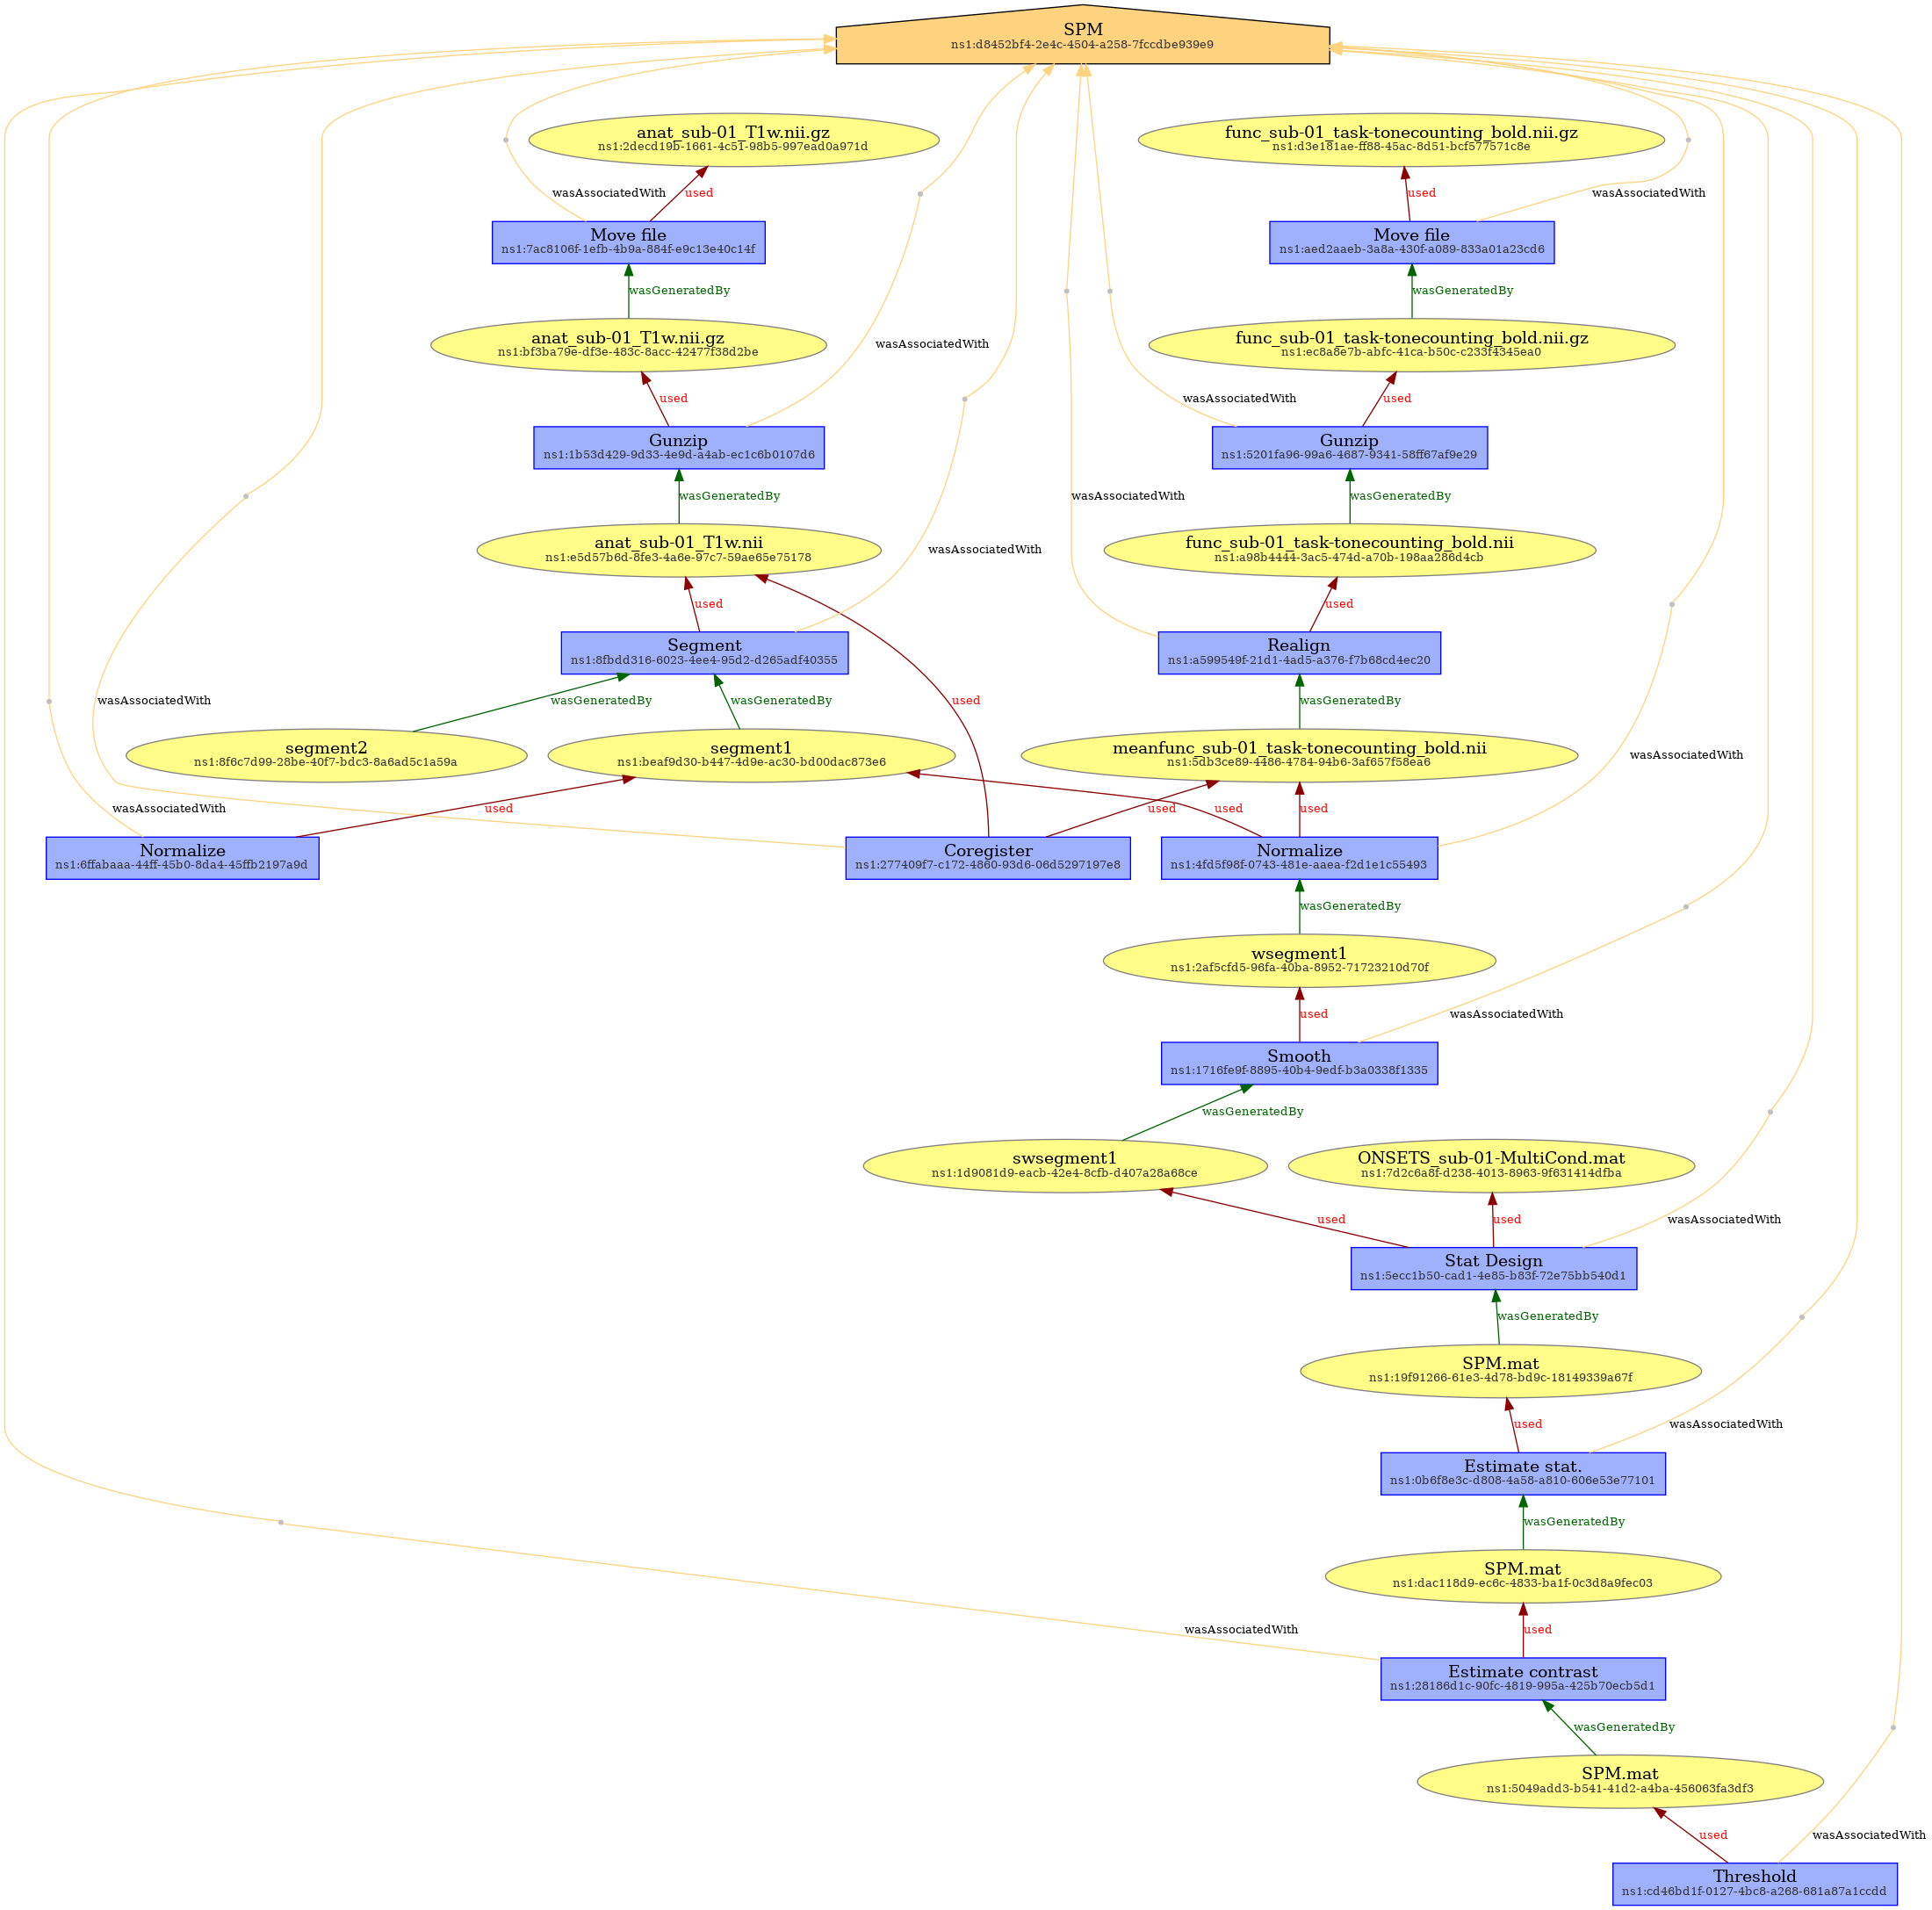 SPM
ns1:d8452bf4-2e4c-4504-a258-7fccdbe939e9
anat_sub-01_T1w.nii.gz
ns1:2decd19b-1661-4c51-98b5-997ead0a971d
func_sub-01_task-tonecounting_bold.nii.gz
ns1:d3e181ae-ff88-45ac-8d51-bcf577571c8e
wasAssociatedWith
used
used
wasAssociatedWith
Move file
ns1:7ac8106f-1efb-4b9a-884f-e9c13e40c14f
Move file
ns1:aed2aaeb-3a8a-430f-a089-833a01a23cd6
wasGeneratedBy
wasGeneratedBy
anat_sub-01_T1w.nii.gz
ns1:bf3ba79e-df3e-483c-8acc-42477f38d2be
wasAssociatedWith
func_sub-01_task-tonecounting_bold.nii.gz
ns1:ec8a8e7b-abfc-41ca-b50c-c233f4345ea0
used
wasAssociatedWith
used
Gunzip
ns1:1b53d429-9d33-4e9d-a4ab-ec1c6b0107d6
Gunzip
ns1:5201fa96-99a6-4687-9341-58ff67af9e29
wasGeneratedBy
wasAssociatedWith
wasGeneratedBy
anat_sub-01_T1w.nii
ns1:e5d57b6d-8fe3-4a6e-97c7-59ae65e75178
wasAssociatedWith
func_sub-01_task-tonecounting_bold.nii
ns1:a98b4444-3ac5-474d-a70b-198aa286d4cb
used
used
Segment
ns1:8fbdd316-6023-4ee4-95d2-d265adf40355
Realign
ns1:a599549f-21d1-4ad5-a376-f7b68cd4ec20
wasAssociatedWith
wasGeneratedBy
wasGeneratedBy
used
wasGeneratedBy
segment2
ns1:8f6c7d99-28be-40f7-bdc3-8a6ad5c1a59a
segment1
ns1:beaf9d30-b447-4d9e-ac30-bd00dac873e6
meanfunc_sub-01_task-tonecounting_bold.nii
ns1:5db3ce89-4486-4784-94b6-3af657f58ea6
wasAssociatedWith
wasAssociatedWith
used
used
used
used
Normalize
ns1:6ffabaaa-44ff-45b0-8da4-45ffb2197a9d
Coregister
ns1:277409f7-c172-4860-93d6-06d5297197e8
Normalize
ns1:4fd5f98f-0743-481e-aaea-f2d1e1c55493
wasGeneratedBy
wsegment1
ns1:2af5cfd5-96fa-40ba-8952-71723210d70f
used
wasAssociatedWith
Smooth
ns1:1716fe9f-8895-40b4-9edf-b3a0338f1335
wasGeneratedBy
swsegment1
ns1:1d9081d9-eacb-42e4-8cfb-d407a28a68ce
ONSETS_sub-01-MultiCond.mat
ns1:7d2c6a8f-d238-4013-8963-9f631414dfba
used
used
wasAssociatedWith
Stat Design
ns1:5ecc1b50-cad1-4e85-b83f-72e75bb540d1
wasGeneratedBy
SPM.mat
ns1:19f91266-61e3-4d78-bd9c-18149339a67f
used
wasAssociatedWith
Estimate stat.
ns1:0b6f8e3c-d808-4a58-a810-606e53e77101
wasGeneratedBy
SPM.mat
ns1:dac118d9-ec6c-4833-ba1f-0c3d8a9fec03
wasAssociatedWith
used
Estimate contrast
ns1:28186d1c-90fc-4819-995a-425b70ecb5d1
wasGeneratedBy
SPM.mat
ns1:5049add3-b541-41d2-a4ba-456063fa3df3
used
wasAssociatedWith
Threshold
ns1:cd46bd1f-0127-4bc8-a268-681a87a1ccdd